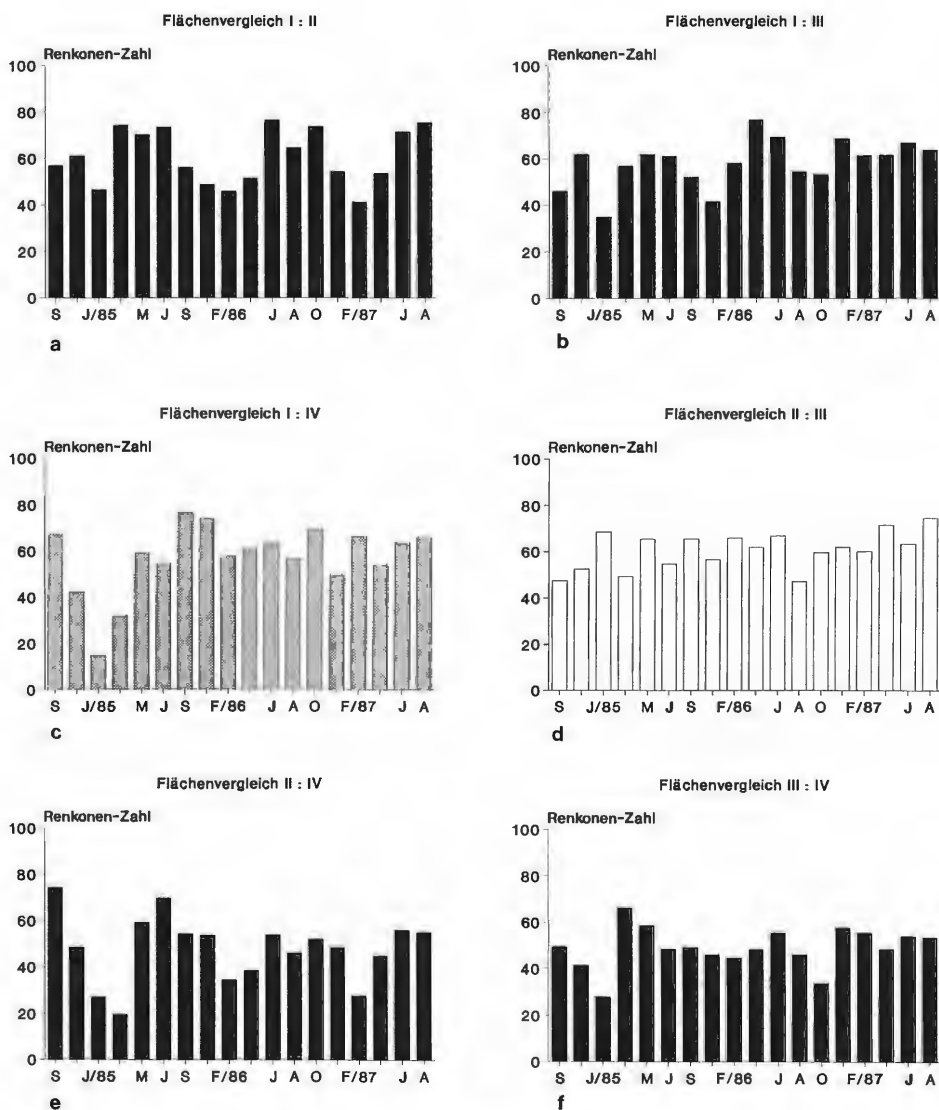 Flächenvergleich I : II
Renkonen-Zahl
100
80
60
40
20
0
S J/85 M J S F/86 J A O F/87 J A
a
Flächenvergleich I : III
Renkonen-Zahl
100
80
60
40
20
0
S J/85 M J S F/86 J A O F/87 J A
b
Flächenvergleich I : IV
Renkonen-Zahl
100
80
60
40
20
0
S J/85 M J S F/86 J A O F/87 J A
c
Flächenvergleich II : III
Renkonen-Zahl
100
80
60
40
20
0
S J/85 M J S F/86 J A O F/87 J A
d
Flächenvergleich II : IV
Renkonen-Zahl
100
80
60
40
20
0
S J/85 M J S F/86 J A O F/87 J A
e
Flächenvergleich III : IV
Renkonen-Zahl
100
80
60
40
20
0
S J/85 M J S F/86 J A O F/87 J A
f